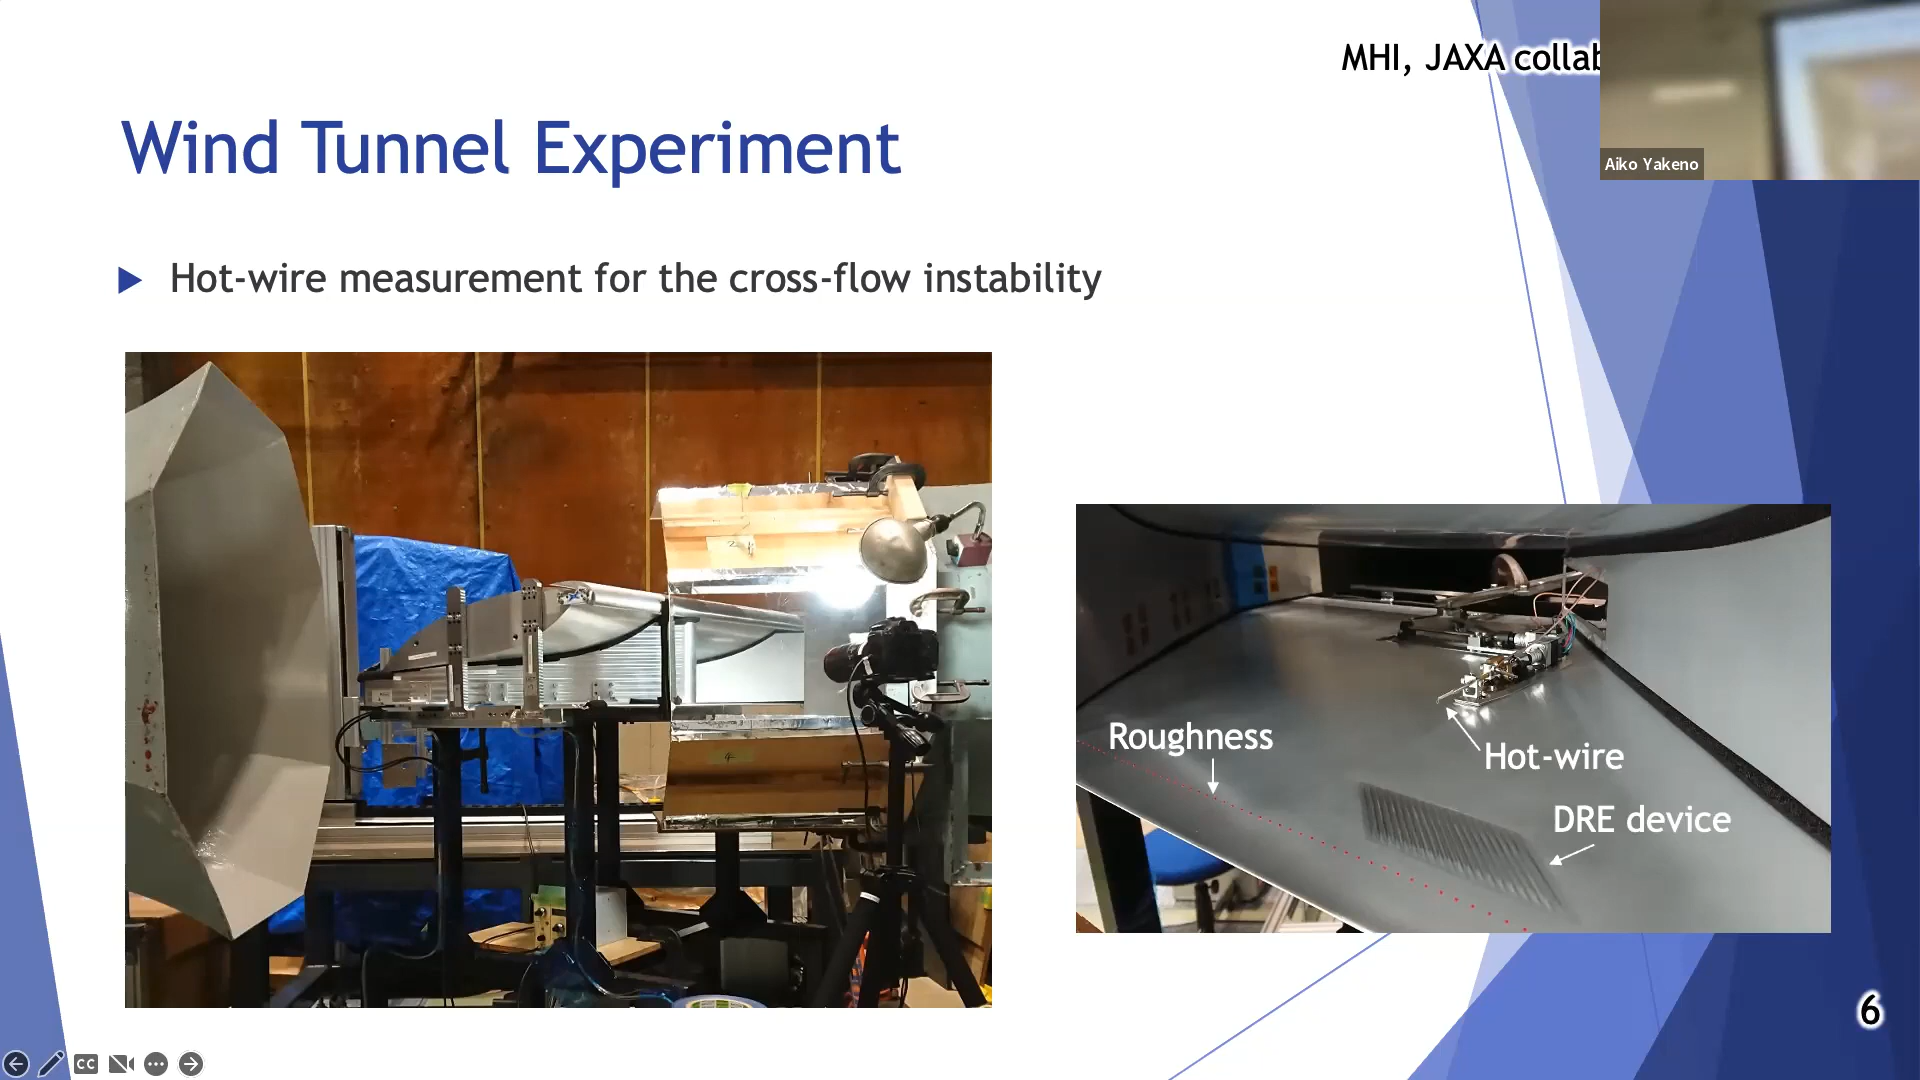 MHI, JAXA collab
Aiko Yakeno
Wind Tunnel Experiment
Hot-wire measurement for the cross-flow instability
Roughness
Hot-wire
DRE device
6
CC